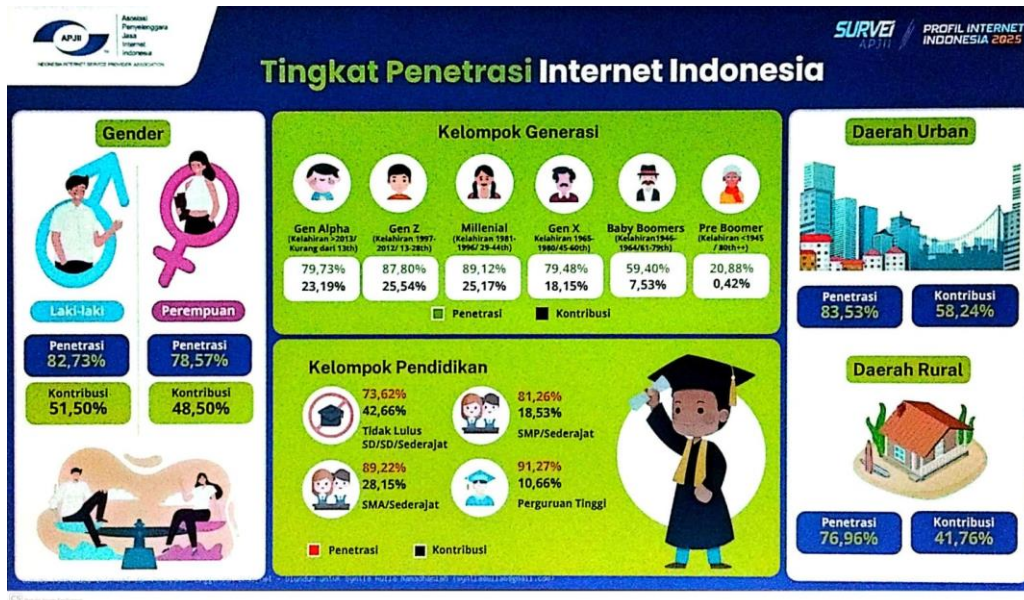 APJII
Asosiasi
Penyelenggara
Jasa
Internet
Indonesia
INDONESIA INTERNET SERVICE PROVIDER ASSOCIATION
SURVEI
APJII
PROFIL INTERNET
INDONESIA 2025
Tingkat Penetrasi Internet Indonesia
Gender
Laki-laki
Perempuan
Penetrasi
82,73%
Penetrasi
78,57%
Kontribusi
51,50%
Kontribusi
48,50%
Kelompok Generasi
Gen Alpha
(Kelahiran >2013/
Kurang dari 13th)
79,73%
23,19%
Gen Z
(Kelahiran 1997-
2012/ 13-28th)
87,80%
25,54%
Millenial
(Kelahiran 1981-
1996/ 29-44th)
89,12%
25,17%
Gen X
Kelahiran 1965-
1980/45-60th)
79,48%
18,15%
Baby Boomers
(Kelahiran1946-
1964/61-79th)
59,40%
7,53%
Pre Boomer
(Kelahiran <1945
/ 80th++)
20,88%
0,42%
Penetrasi
Kontribusi
Kelompok Pendidikan
73,62%
42,66%
Tidak Lulus
SD/SD/Sederajat
81,26%
18,53%
SMP/Sederajat
89,22%
28,15%
SMA/Sederajat
91,27%
10,66%
Perguruan Tinggi
Penetrasi
Kontribusi
Daerah Urban
Penetrasi
83,53%
Kontribusi
58,24%
Daerah Rural
Penetrasi
76,96%
Kontribusi
41,76%